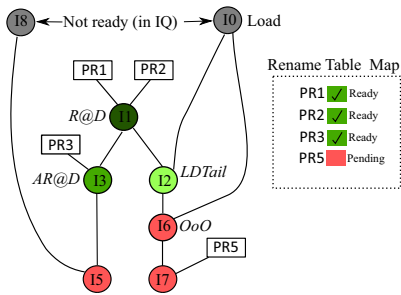 I8
Not ready (in IQ)
I0
Load
PR1
PR2
R@D
I1
PR3
AR@D
I3
I2
LDTail
I6
OoO
PR5
I5
I7
Rename Table Map
PR1 ✓ Ready
PR2 ✓ Ready
PR3 ✓ Ready
PR5 Pending